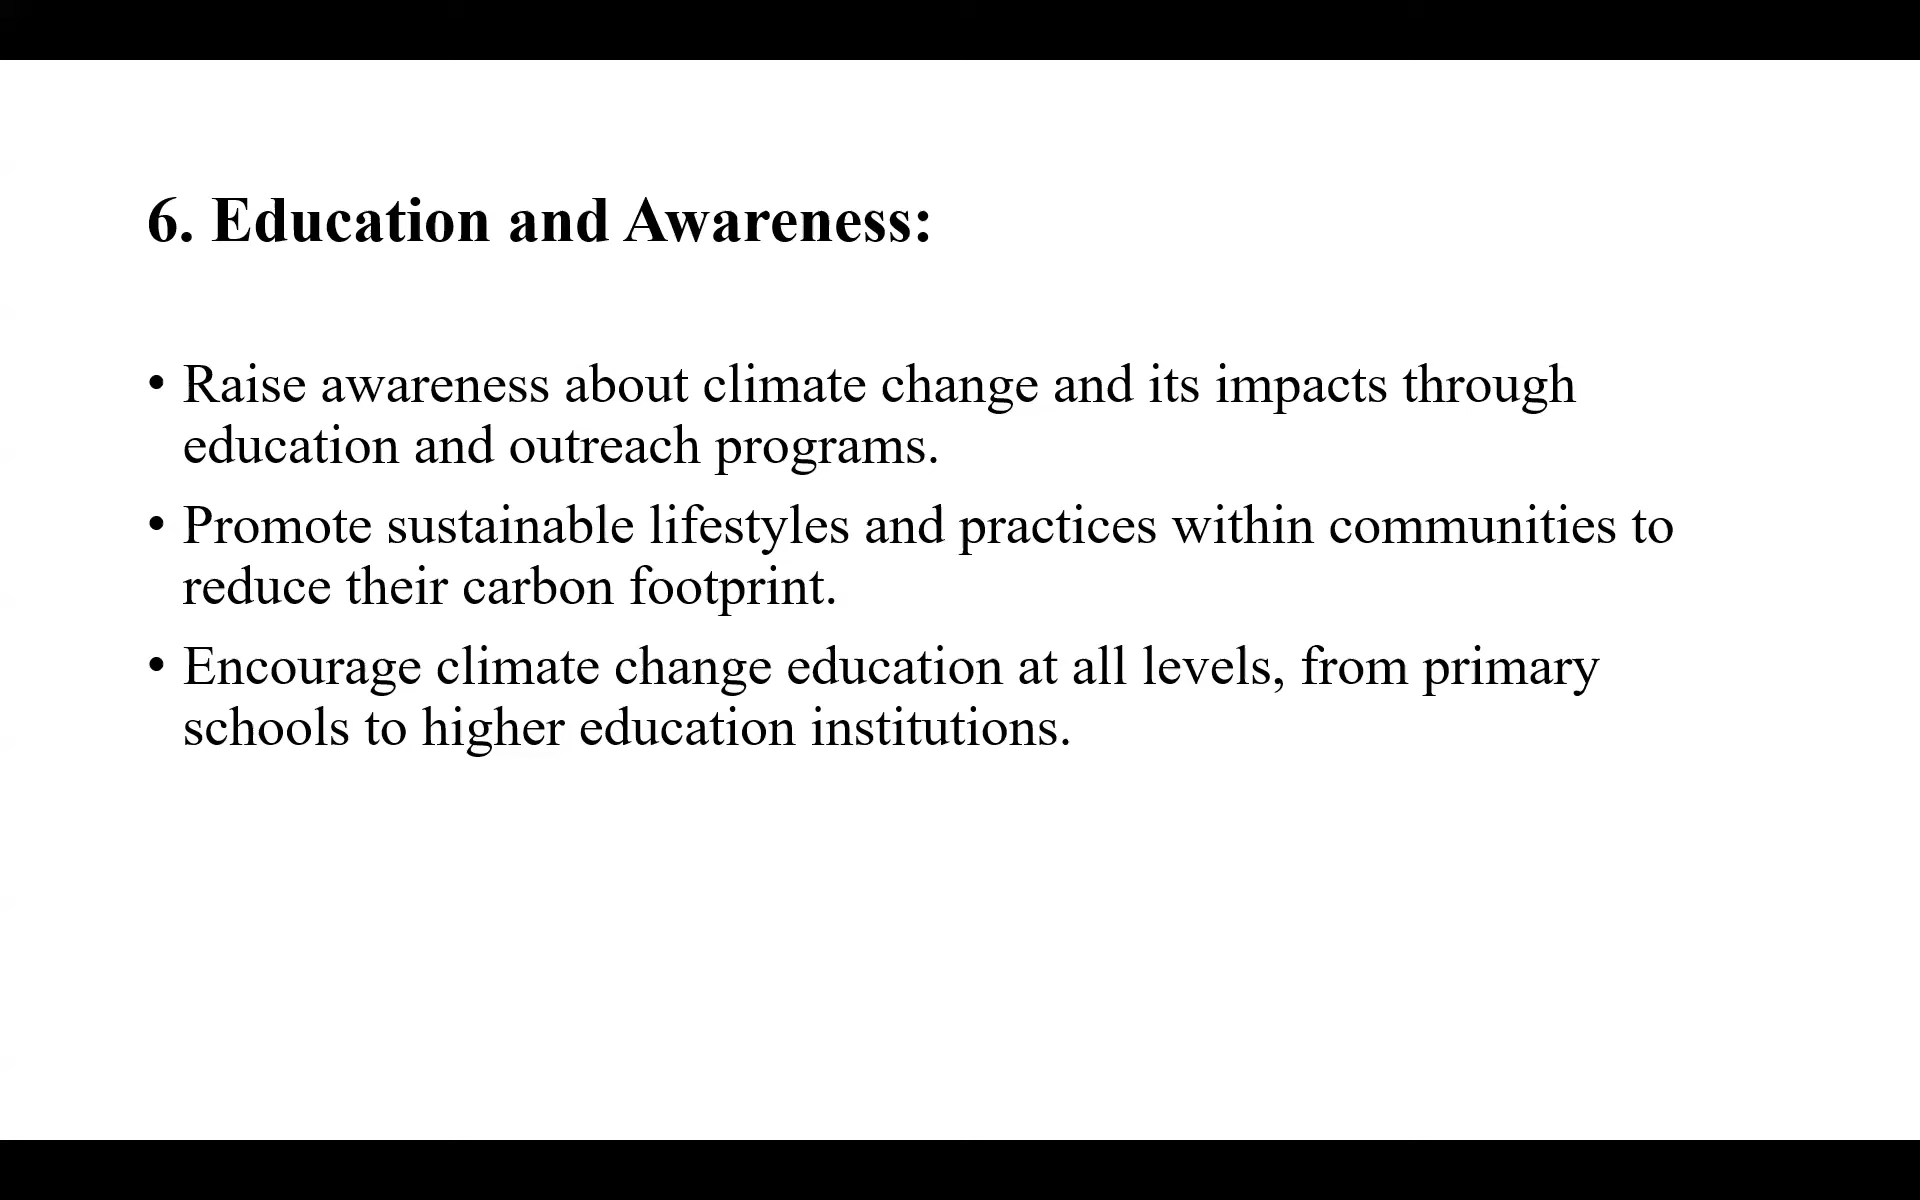 6. Education and Awareness:
• Raise awareness about climate change and its impacts through
education and outreach programs.
• Promote sustainable lifestyles and practices within communities to
reduce their carbon footprint.
• Encourage climate change education at all levels, from primary
schools to higher education institutions.